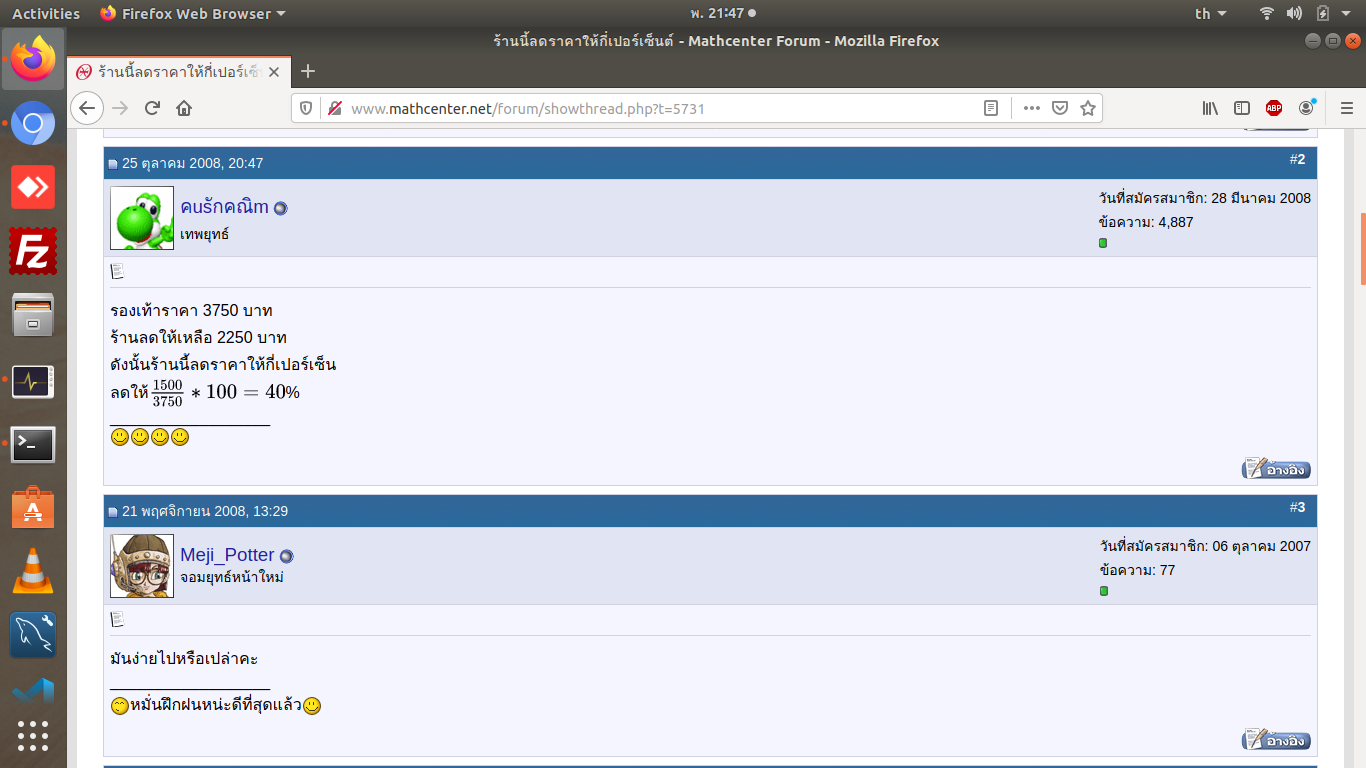 Activities
Firefox Web Browser
พ. 21:47
th
ร้านนี้ลดราคาให้กี่เปอร์เซ็นต์ - Mathcenter Forum - Mozilla Firefox
ร้านนี้ลดราคาให้กี่เปอร์เซ็น
www.mathcenter.net/forum/showthread.php?t=5731
ABP
25 ตุลาคม 2008, 20:47
#2
คusักคณิm
เทพยุทธ์
วันที่สมัครสมาชิก: 28 มีนาคม 2008
ข้อความ: 4,887
รองเท้าราคา 3750 บาท
ร้านลดให้เหลือ 2250 บาท
ดังนั้นร้านนี้ลดราคาให้กี่เปอร์เซ็น
ลดให้ 1500/3750 * 100 = 40%
อ้างอิง
21 พฤศจิกายน 2008, 13:29
#3
Meji_Potter
จอมยุทธ์หน้าใหม่
วันที่สมัครสมาชิก: 06 ตุลาคม 2007
ข้อความ: 77
มันง่ายไปหรือเปล่าคะ
หมั่นฝึกฝนหน่ะดีที่สุดแล้ว
อ้างอิง
Fz
A